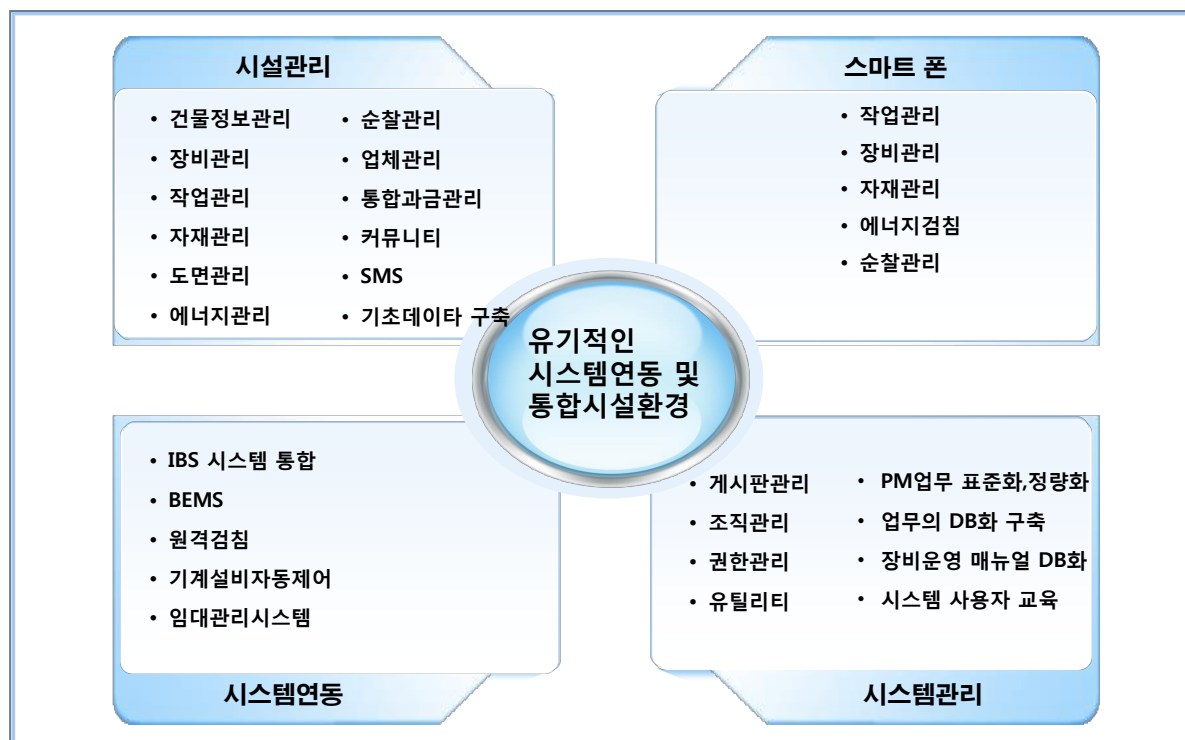 시설관리
• 건물정보관리
• 장비관리
• 작업관리
• 자재관리
• 도면관리
• 에너지관리
• 순찰관리
• 업체관리
• 통합과금관리
• 커뮤니티
• SMS
• 기초데이타 구축
스마트 폰
• 작업관리
• 장비관리
• 자재관리
• 에너지검침
• 순찰관리
유기적인
시스템연동 및
통합시설환경
• IBS 시스템 통합
• BEMS
• 원격검침
• 기계설비자동제어
• 임대관리시스템
시스템연동
• 게시판관리
• 조직관리
• 권한관리
• 유틸리티
• PM업무 표준화,정량화
• 업무의 DB화 구축
• 장비운영 매뉴얼 DB화
• 시스템 사용자 교육
시스템관리